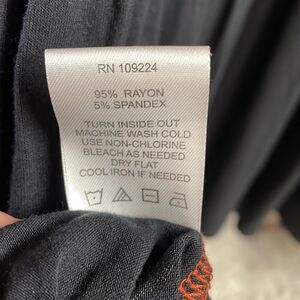 RN 109224
95% RAYON
5% SPANDEX
TURN INSIDE OUT
MACHINE WASH COLD
USE NON-CHLORINE
BLEACH AS NEEDED
DRY FLAT
COOL IRON IF NEEDED